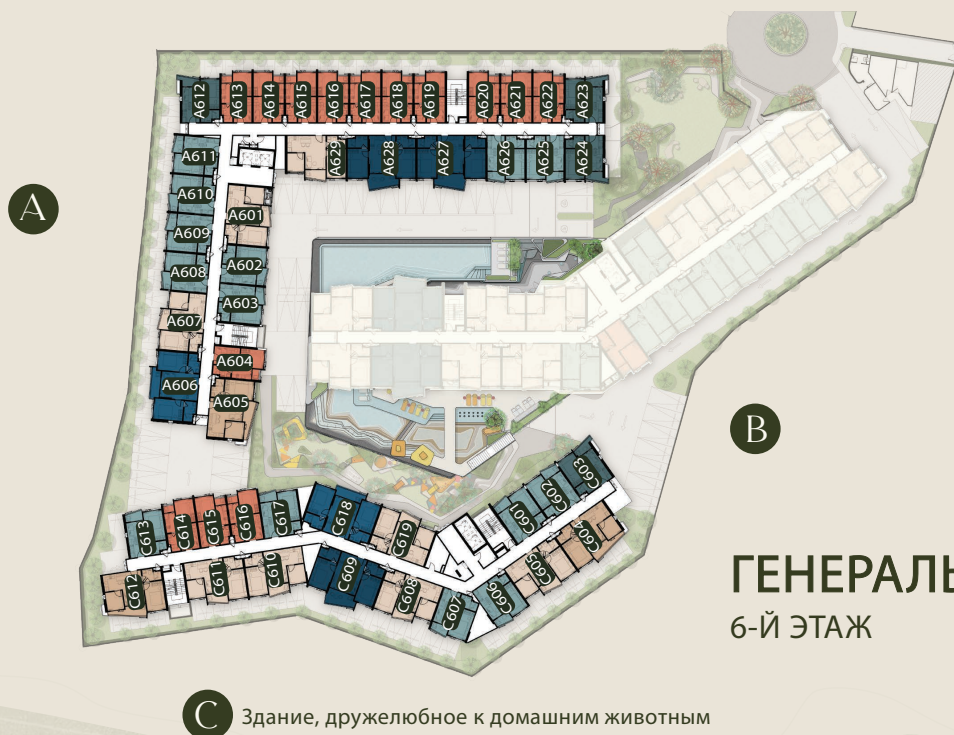 A612 A613 A614 A615 A616 A617 A618 A619 A620 A621 A622 A623
A611 A629 A628 A627 A626 A625 A624
A610
A
A601
A609
A602
A608
A603
A607
A604
A606
A605
B
C603
C602
C601
C613 C614 C615 C616 C617 C618 C619
C604
C605
C612 C611 C610 C609 C608 C607 C606
ГЕНЕРАЛЬ
6-Й ЭТАЖ
C Здание, дружелюбное к домашним животным